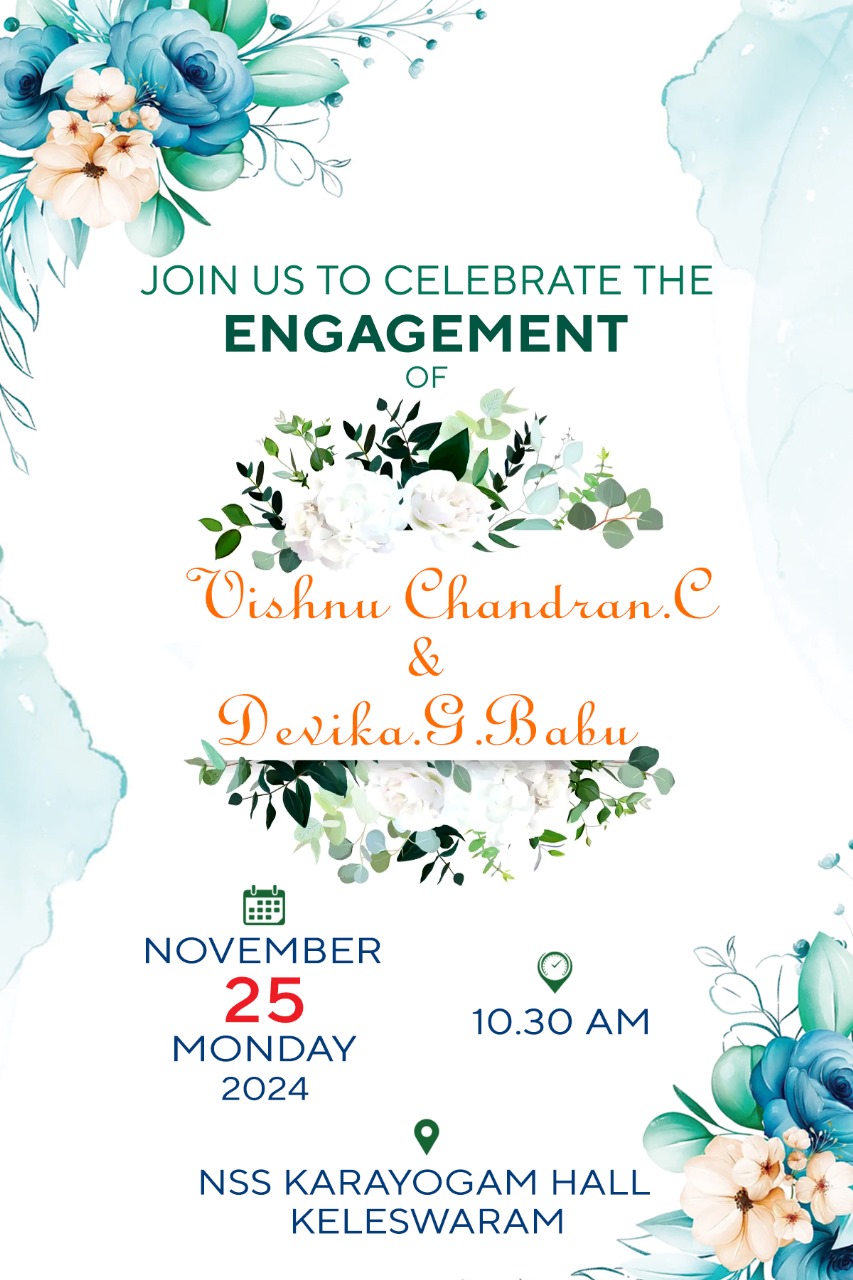 JOIN US TO CELEBRATE THE
ENGAGEMENT
OF
Vishnu Chandran.C
&
Devika.G.Babu
NOVEMBER
25
MONDAY
2024
10.30 AM
NSS KARAYOGAM HALL
KELESWARAM